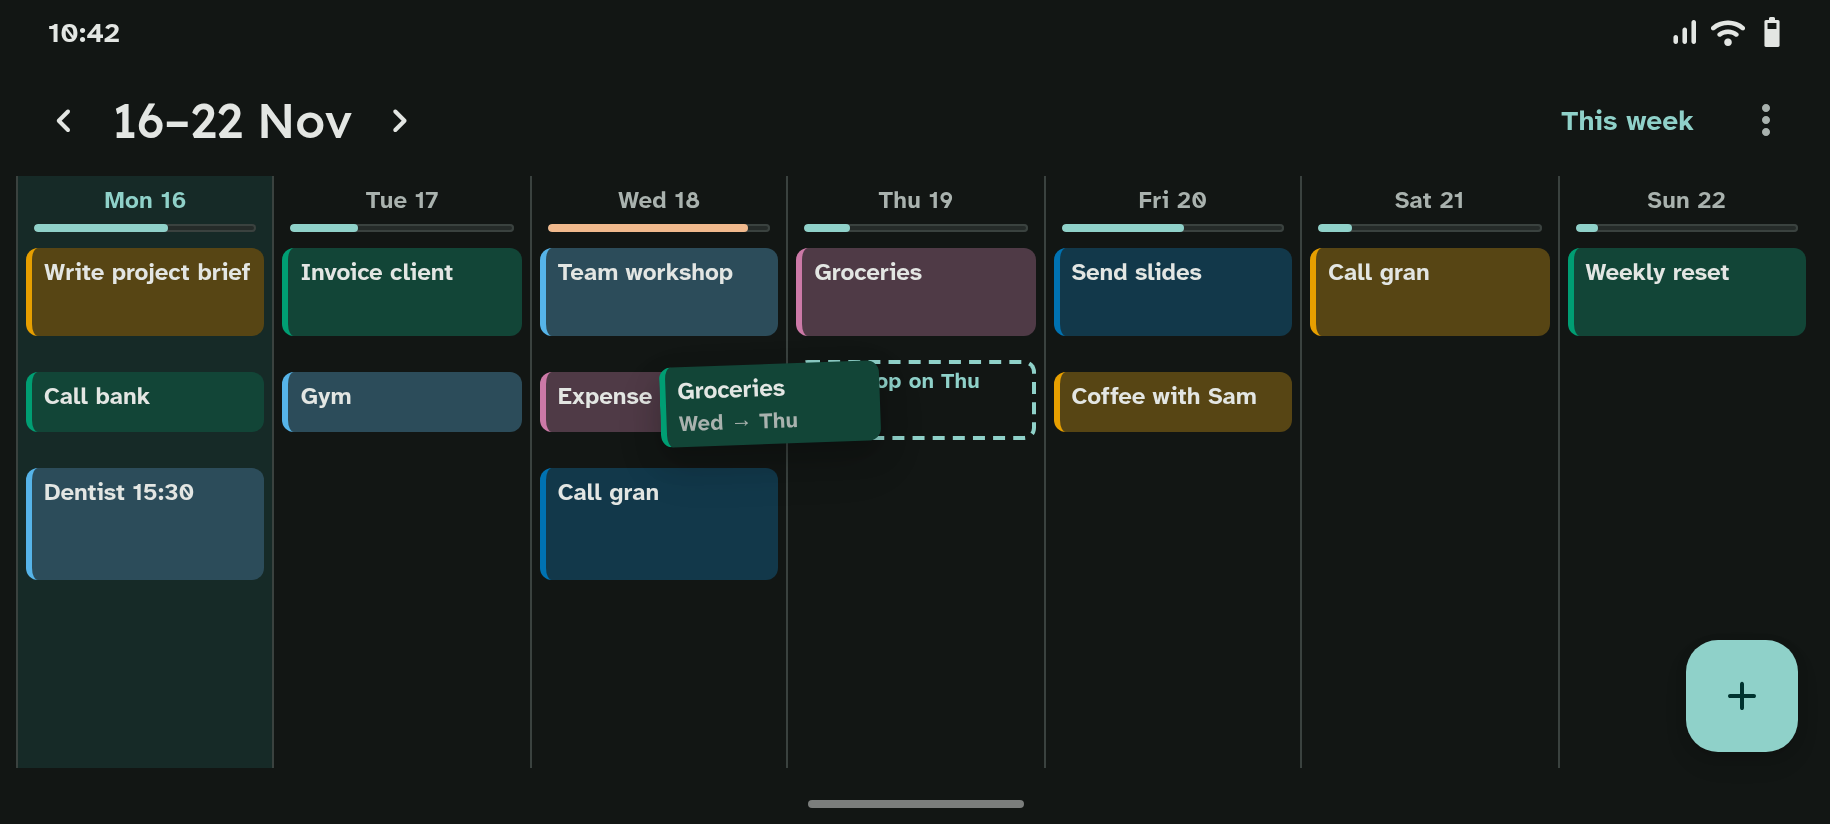 10:42
16–22 Nov
This week
Mon 16
Tue 17
Wed 18
Thu 19
Fri 20
Sat 21
Sun 22
Write project brief
Invoice client
Team workshop
Groceries
Send slides
Call gran
Weekly reset
Call bank
Gym
Expense
Groceries
Wed → Thu
on Thu
Coffee with Sam
Dentist 15:30
Call gran